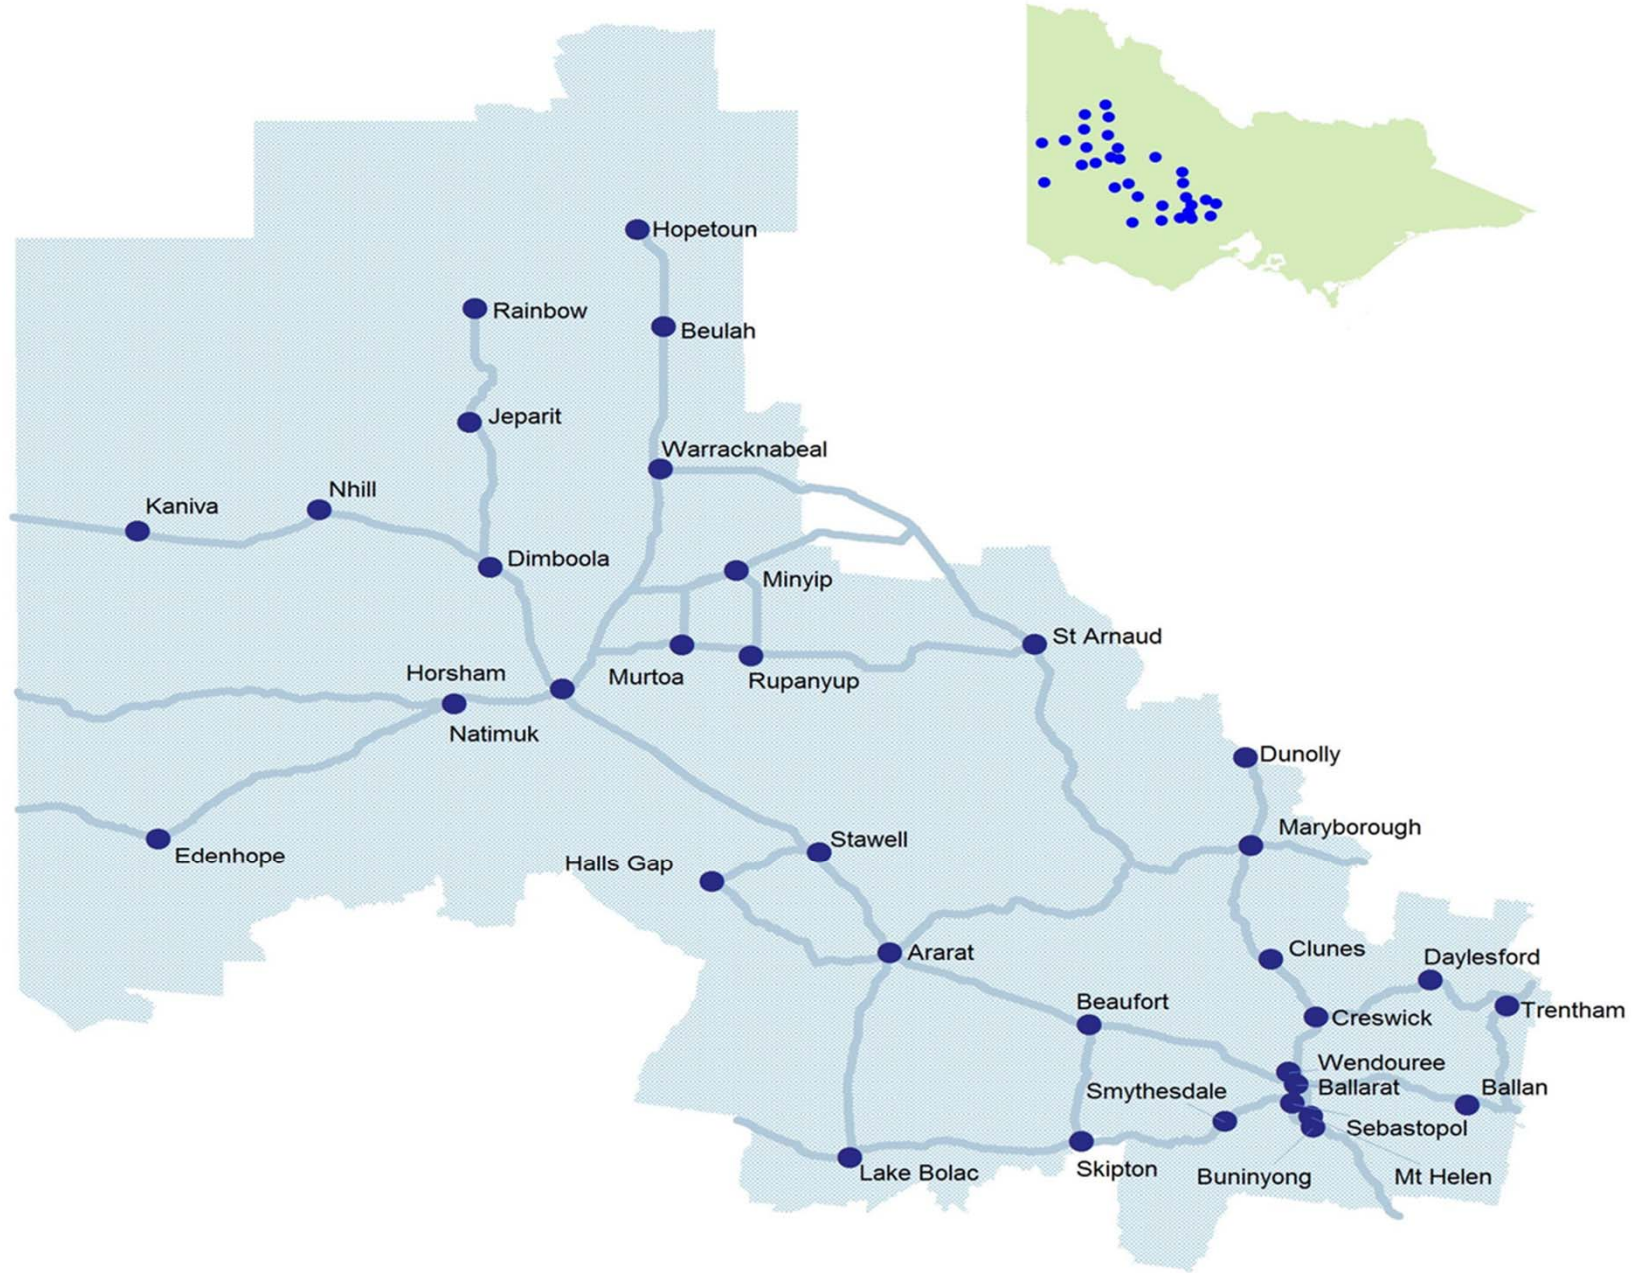 Hopetoun
Rainbow
Beulah
Jeparit
Warracknabeal
Nhill
Kaniva
Dimboola
Minyip
St Arnaud
Horsham
Murtoa
Rupanyup
Natimuk
Dunolly
Maryborough
Stawell
Edenhope
Halls Gap
Ararat
Clunes
Daylesford
Beaufort
Trentham
Creswick
Wendouree
Ballarat
Ballan
Smythesdale
Sebastopol
Lake Bolac
Skipton
Buninyong
Mt Helen